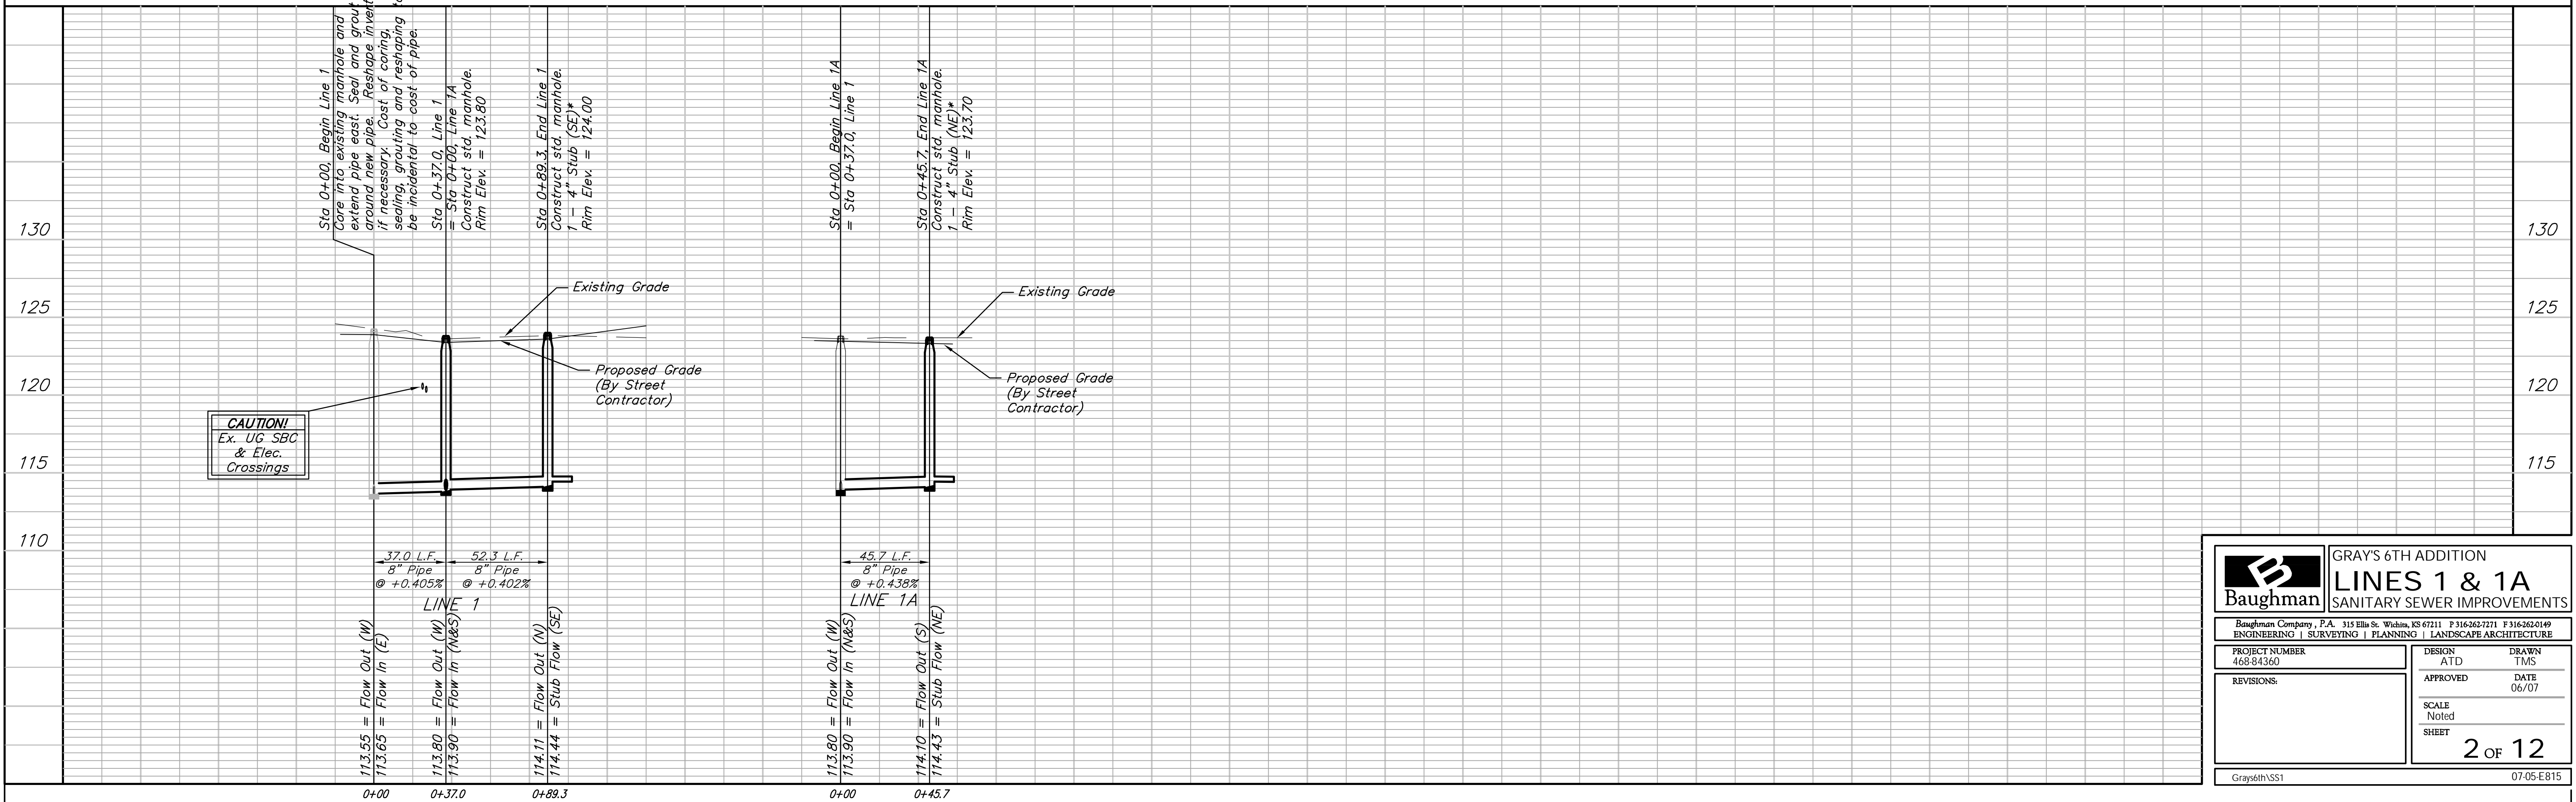 Sta 0+00, Begin Line 1
Core into existing manhole and
extend pipe east. Seal and grout
around new pipe. Reshape invert
if necessary. Cost of coring,
sealing, grouting and reshaping to
be incidental to cost of pipe.
Sta 0+37.0, Line 1
= Sta 0+00, Line 1A
Construct std. manhole.
Rim Elev. = 123.80
Sta 0+89.3, End Line 1
Construct std. manhole.
1 - 4" Stub (SE)*
Rim Elev. = 124.00
Sta 0+00, Begin Line 1A
= Sta 0+37.0, Line 1
Sta 0+45.7, End Line 1A
Construct std. manhole.
1 - 4" Stub (NE)*
Rim Elev. = 123.70
130
130
125
125
120
120
115
115
110
Existing Grade
Proposed Grade
(By Street
Contractor)
Existing Grade
Proposed Grade
(By Street
Contractor)
CAUTION!
Ex. UG SBC
& Elec.
Crossings
37.0 L.F.
8" Pipe
@ +0.405%
52.3 L.F.
8" Pipe
@ +0.402%
LINE 1
45.7 L.F.
8" Pipe
@ +0.438%
LINE 1A
113.55 = Flow Out (W)
113.65 = Flow In (E)
113.80 = Flow Out (W)
113.90 = Flow In (N&S)
114.11 = Flow Out (N)
114.44 = Stub Flow (SE)
113.80 = Flow Out (W)
113.90 = Flow In (N&S)
114.10 = Flow Out (S)
114.43 = Stub Flow (NE)
0+00
0+37.0
0+89.3
0+00
0+45.7
B
Baughman
GRAY'S 6TH ADDITION
LINES 1 & 1A
SANITARY SEWER IMPROVEMENTS
Baughman Company, P.A. 315 Ellis St. Wichita, KS 67211 P 316-262-7271 F 316-262-0149
ENGINEERING | SURVEYING | PLANNING | LANDSCAPE ARCHITECTURE
PROJECT NUMBER
468-84360
REVISIONS:
DESIGN
ATD
DRAWN
TMS
APPROVED
DATE
06/07
SCALE
Noted
SHEET
2 OF 12
Grays6th\SS1
07-05-E815